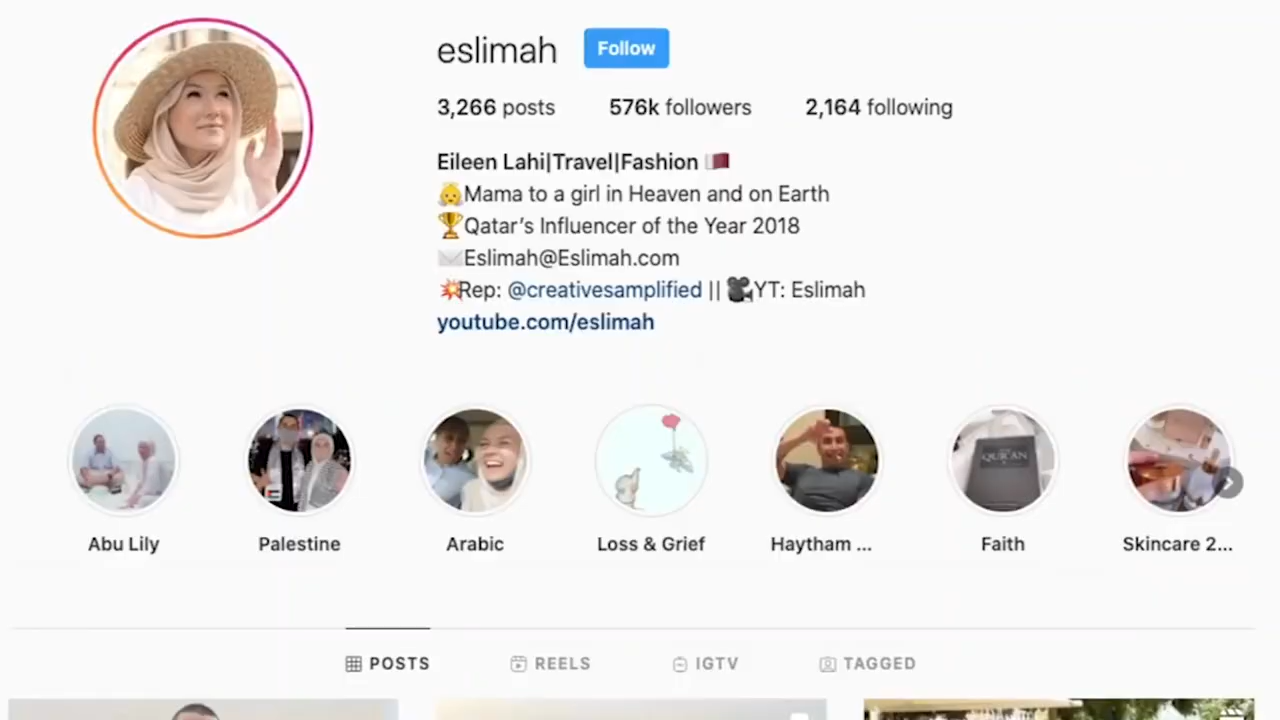 eslimah Follow
3,266 posts 576k followers 2,164 following
Eileen Lahi|Travel|Fashion 🇶🇦
👼Mama to a girl in Heaven and on Earth
🏆Qatar’s Influencer of the Year 2018
✉️Eslimah@Eslimah.com
💥Rep: @creativesamplified || 🎥YT: Eslimah
youtube.com/eslimah
QUR'AN
Abu Lily Palestine Arabic Loss & Grief Haytham ... Faith Skincare 2...
POSTS REELS IGTV TAGGED